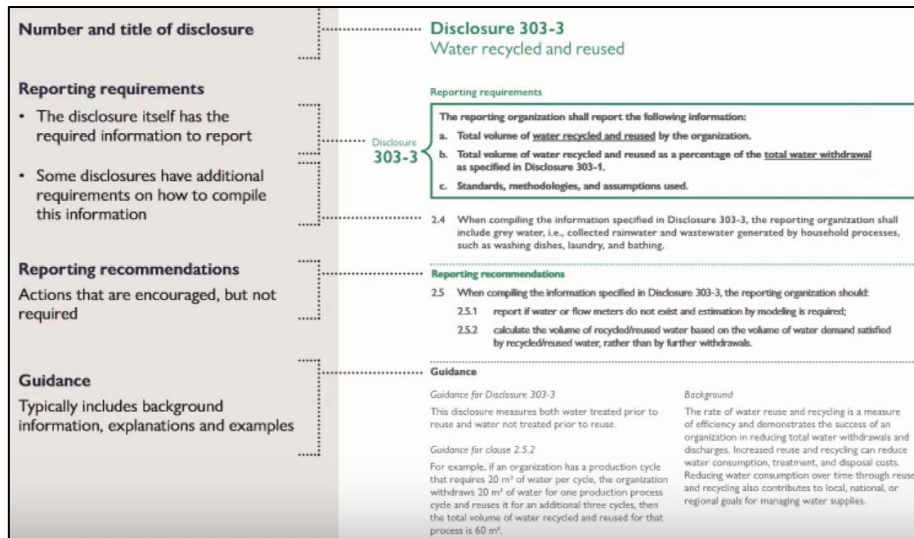 Number and title of disclosure
Reporting requirements
• The disclosure itself has the
required information to report
• Some disclosures have additional
requirements on how to compile
this information
Reporting recommendations
Actions that are encouraged, but not
required
Guidance
Typically includes background
information, explanations and examples
Disclosure 303-3
Water recycled and reused
Reporting requirements
Disclosure
303-3
The reporting organization shall report the following information:
a. Total volume of water recycled and reused by the organization.
b. Total volume of water recycled and reused as a percentage of the total water withdrawal
as specified in Disclosure 303-1.
c. Standards, methodologies, and assumptions used.
2.4 When compiling the information specified in Disclosure 303-3, the reporting organization shall
include grey water, i.e., collected rainwater and wastewater generated by household processes,
such as washing dishes, laundry, and bathing.
Reporting recommendations
2.5 When compiling the information specified in Disclosure 303-3, the reporting organization should:
2.5.1 report if water or flow meters do not exist and estimation by modeling is required;
2.5.2 calculate the volume of recycled/reused water based on the volume of water demand satisfied
by recycled/reused water, rather than by further withdrawals.
Guidance
Guidance for Disclosure 303-3
This disclosure measures both water treated prior to
reuse and water not treated prior to reuse.
Guidance for clause 2.5.2
For example, if an organization has a production cycle
that requires 20 m³ of water per cycle, the organization
withdraws 20 m³ of water for one production process
cycle and reuses it for an additional three cycles, then
the total volume of water recycled and reused for that
process is 60 m³.
Background
The rate of water reuse and recycling is a measure
of efficiency and demonstrates the success of an
organization in reducing total water withdrawals and
discharges. Increased reuse and recycling can reduce
water consumption, treatment, and disposal costs.
Reducing water consumption over time through reuse
and recycling also contributes to local, national, or
regional goals for managing water supplies.